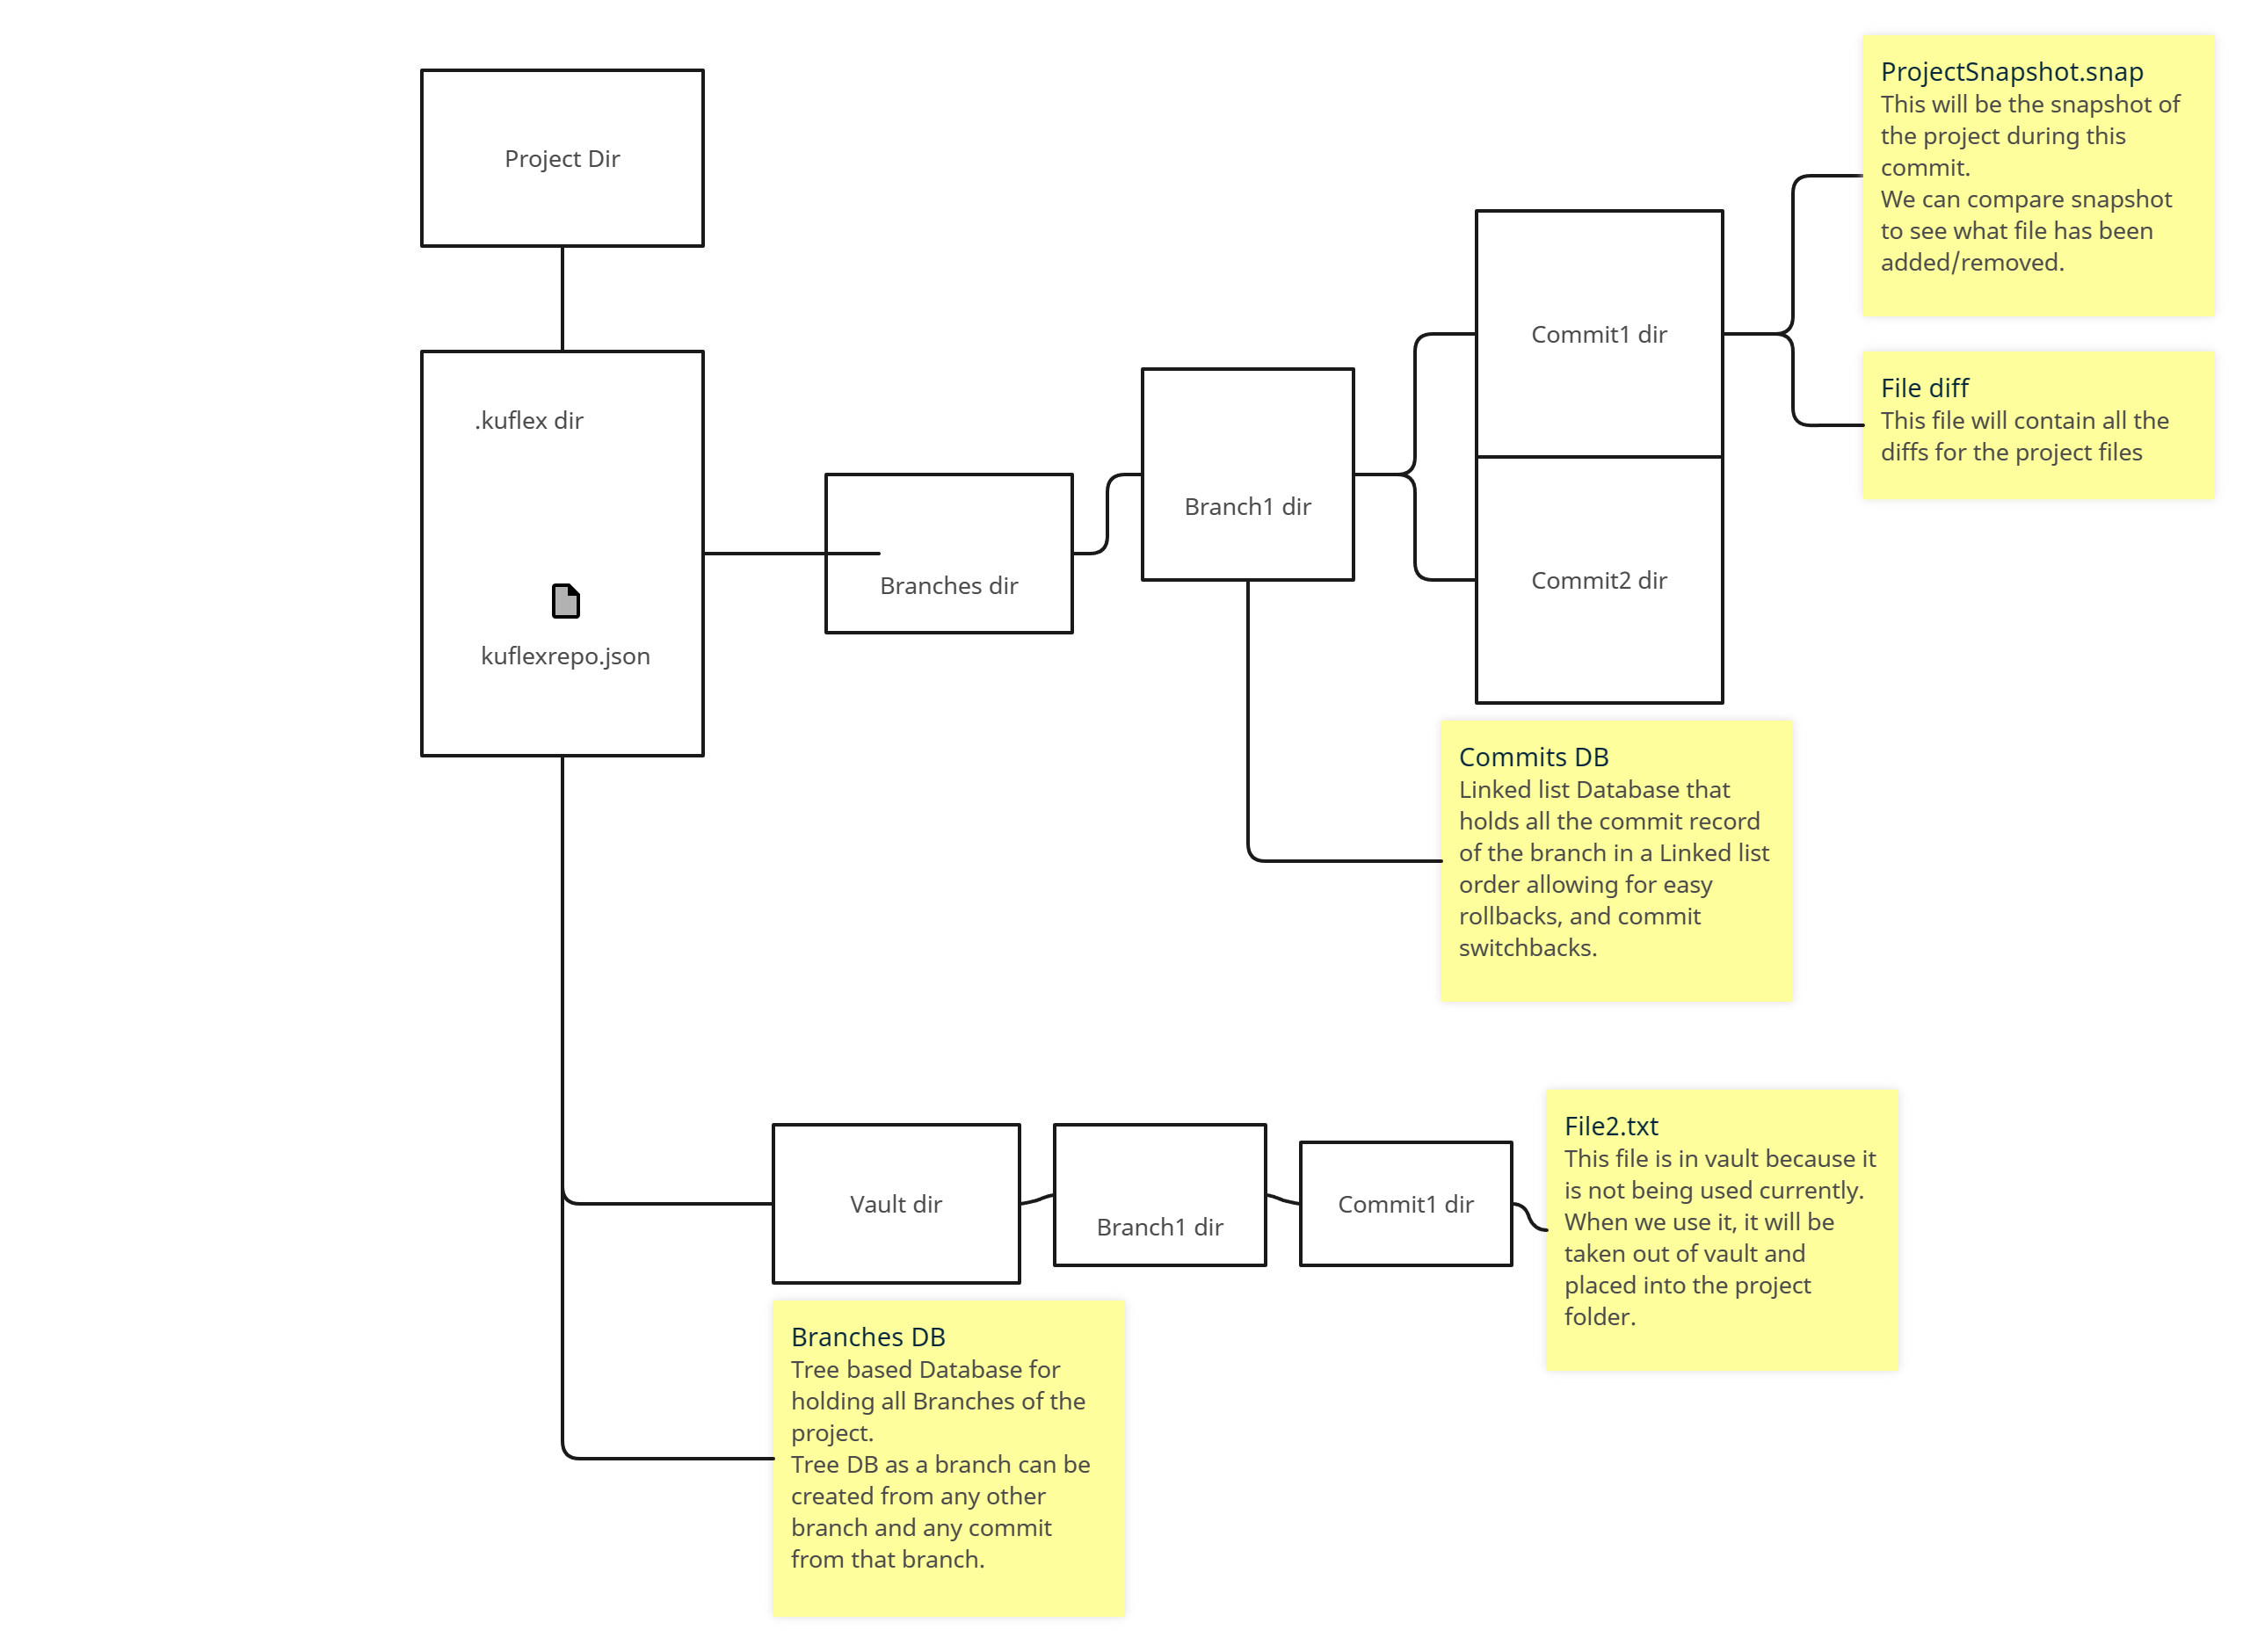 Project Dir
.kuflex dir
kuflexrepo.json
Branches dir
Branch1 dir
Commit1 dir
Commit2 dir
ProjectSnapshot.snap
This will be the snapshot of
the project during this
commit.
We can compare snapshot
to see what file has been
added/removed.
File diff
This file will contain all the
diffs for the project files
Commits DB
Linked list Database that
holds all the commit record
of the branch in a Linked list
order allowing for easy
rollbacks, and commit
switchbacks.
Vault dir
Branch1 dir
Commit1 dir
File2.txt
This file is in vault because it
is not being used currently.
When we use it, it will be
taken out of vault and
placed into the project
folder.
Branches DB
Tree based Database for
holding all Branches of the
project.
Tree DB as a branch can be
created from any other
branch and any commit
from that branch.